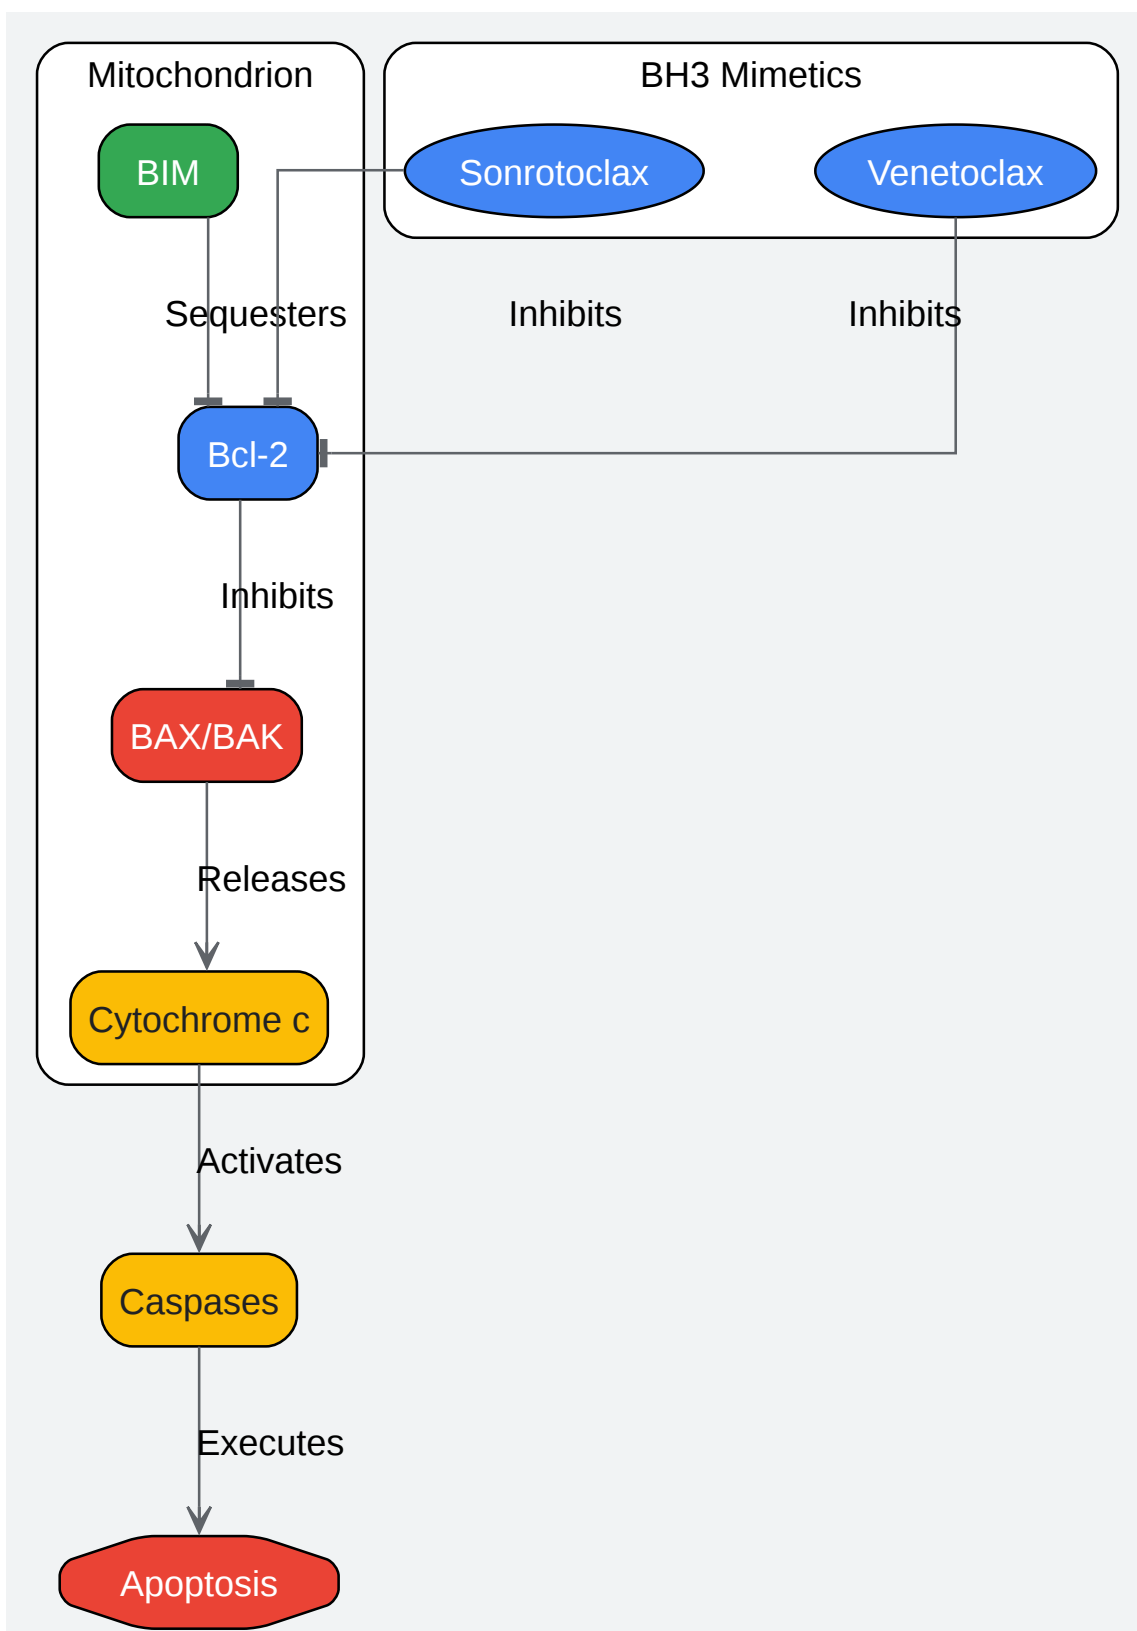 Mitochondrion
BH3 Mimetics
BIM
Sonrotoclax
Venetoclax
Sequesters
Inhibits
Inhibits
Bcl-2
Inhibits
BAX/BAK
Releases
Cytochrome c
Activates
Caspases
Executes
Apoptosis